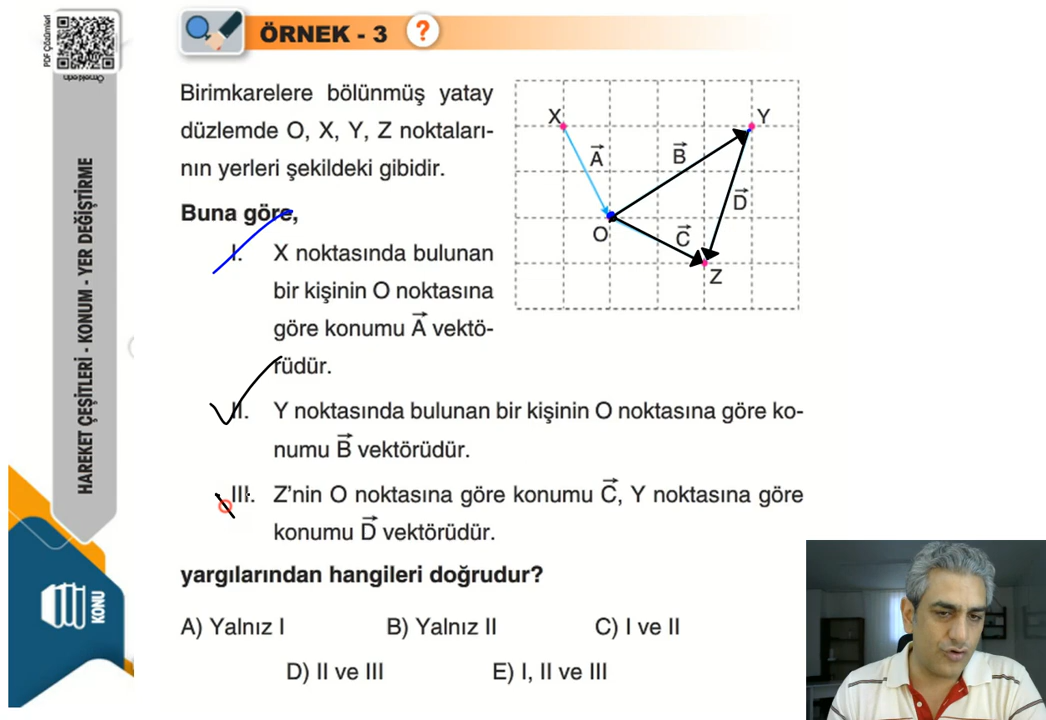 PDF Çözümleri
Örneklerin
HAREKET ÇEŞİTLERİ - KONUM - YER DEĞİŞTİRME
KONU
ÖRNEK - 3 ?
Birimkarelere bölünmüş yatay
düzlemde O, X, Y, Z noktaları-
nın yerleri şekildeki gibidir.
Buna göre,
I. X noktasında bulunan
bir kişinin O noktasına
göre konumu A⃗ vektö-
rüdür.
II. Y noktasında bulunan bir kişinin O noktasına göre ko-
numu B⃗ vektörüdür.
III. Z'nin O noktasına göre konumu C⃗, Y noktasına göre
konumu D⃗ vektörüdür.
yargılarından hangileri doğrudur?
A) Yalnız I B) Yalnız II C) I ve II
D) II ve III E) I, II ve III
X
Y
A⃗
B⃗
D⃗
O
C⃗
Z